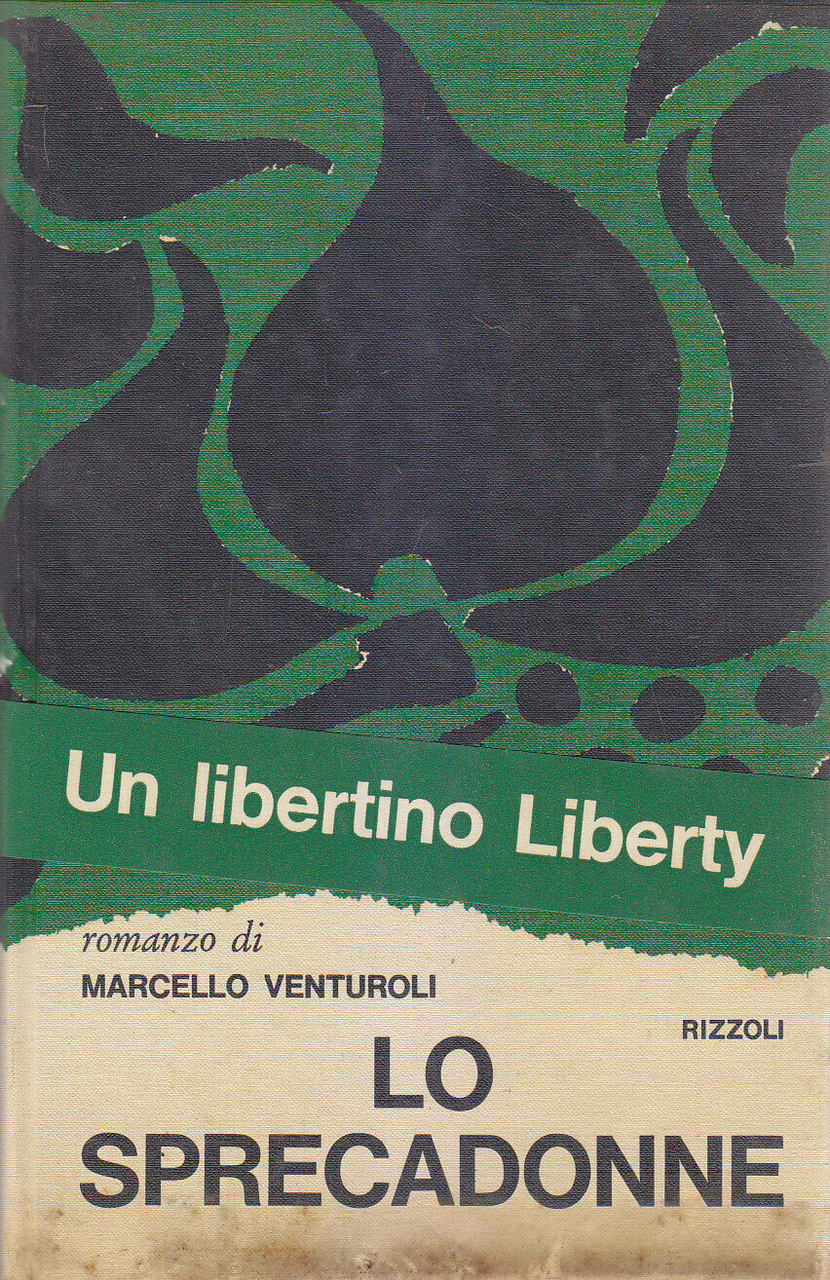 Un libertino Liberty
romanzo di
MARCELLO VENTUROLI
RIZZOLI
LO
SPRECADONNE